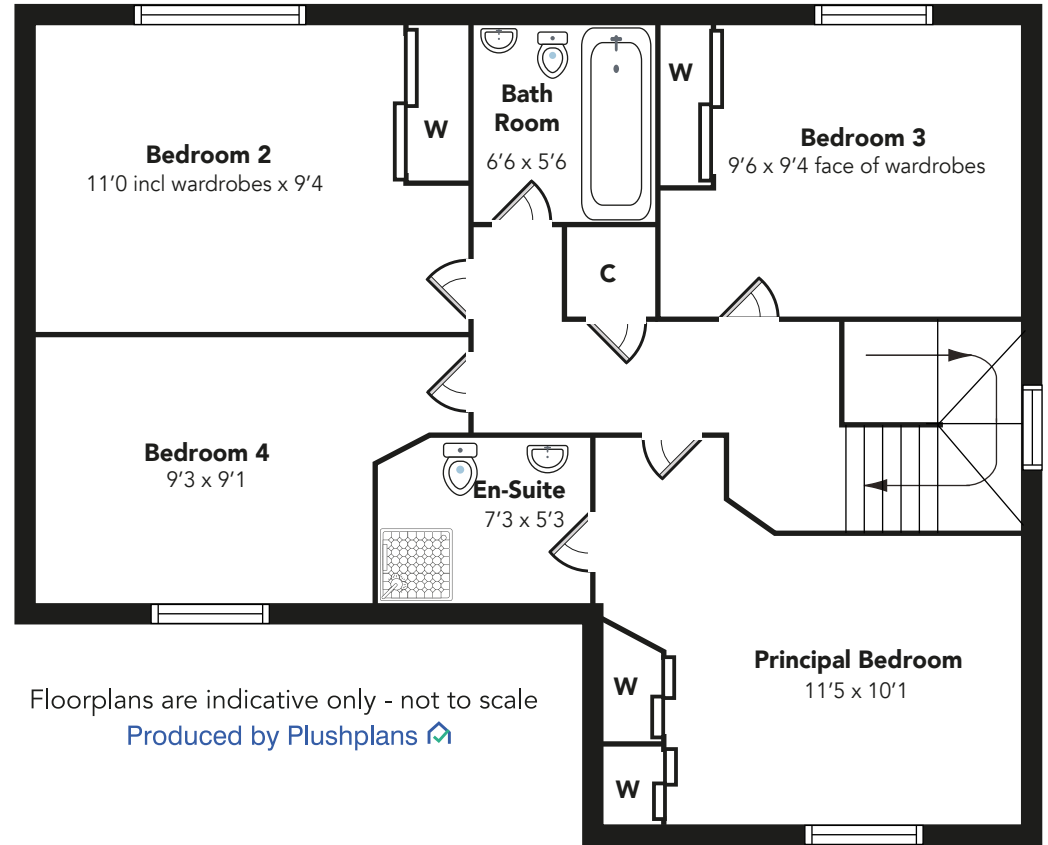 Bedroom 2
11'0 incl wardrobes x 9'4
W
Bath
Room
6'6 x 5'6
W
Bedroom 3
9'6 x 9'4 face of wardrobes
C
Bedroom 4
9'3 x 9'1
En-Suite
7'3 x 5'3
Principal Bedroom
11'5 x 10'1
W
W
Floorplans are indicative only - not to scale
Produced by Plushplans